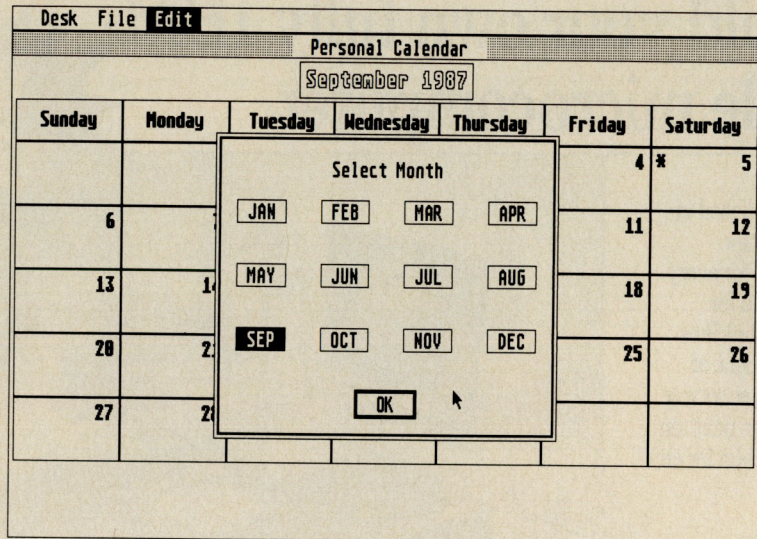 Desk File Edit
Personal Calendar
September 1987
Sunday Monday Tuesday Wednesday Thursday Friday Saturday
Select Month
4 * 5
JAN FEB MAR APR
6 11 12
MAY JUN JUL AUG
13 18 19
SEP OCT NOV DEC
20 25 26
OK
27